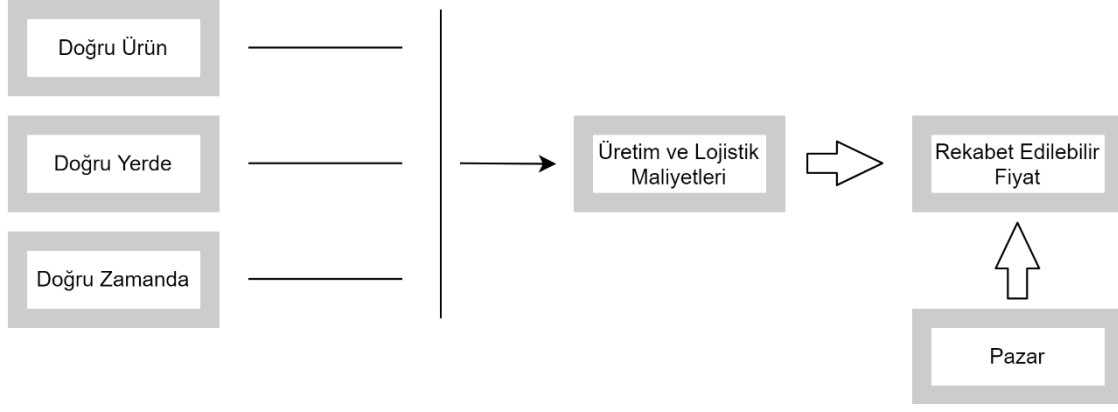 Doğru Ürün
Doğru Yerde
Doğru Zamanda
Üretim ve Lojistik
Maliyetleri
Rekabet Edilebilir
Fiyat
Pazar